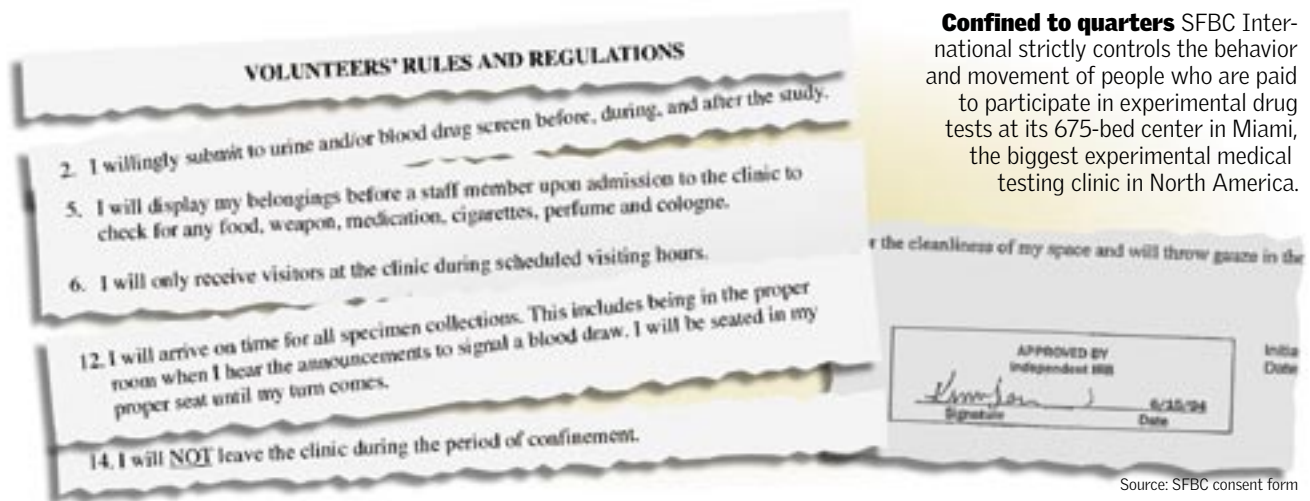 VOLUNTEERS' RULES AND REGULATIONS
2. I willingly submit to urine and/or blood drug screen before, during, and after the study.
5. I will display my belongings before a staff member upon admission to the clinic to
check for any food, weapon, medication, cigarettes, perfume and cologne.
6. I will only receive visitors at the clinic during scheduled visiting hours.
12. I will arrive on time for all specimen collections. This includes being in the proper
room when I hear the announcements to signal a blood draw. I will be seated in my
proper seat until my turn comes.
14. I will NOT leave the clinic during the period of confinement.
Confined to quarters SFBC Inter-
national strictly controls the behavior
and movement of people who are paid
to participate in experimental drug
tests at its 675-bed center in Miami,
the biggest experimental medical
testing clinic in North America.
r the cleanliness of my space and will throw gauze in the
APPROVED BY
Independent IRB
Signature
Date
Initia
Date
Source: SFBC consent form